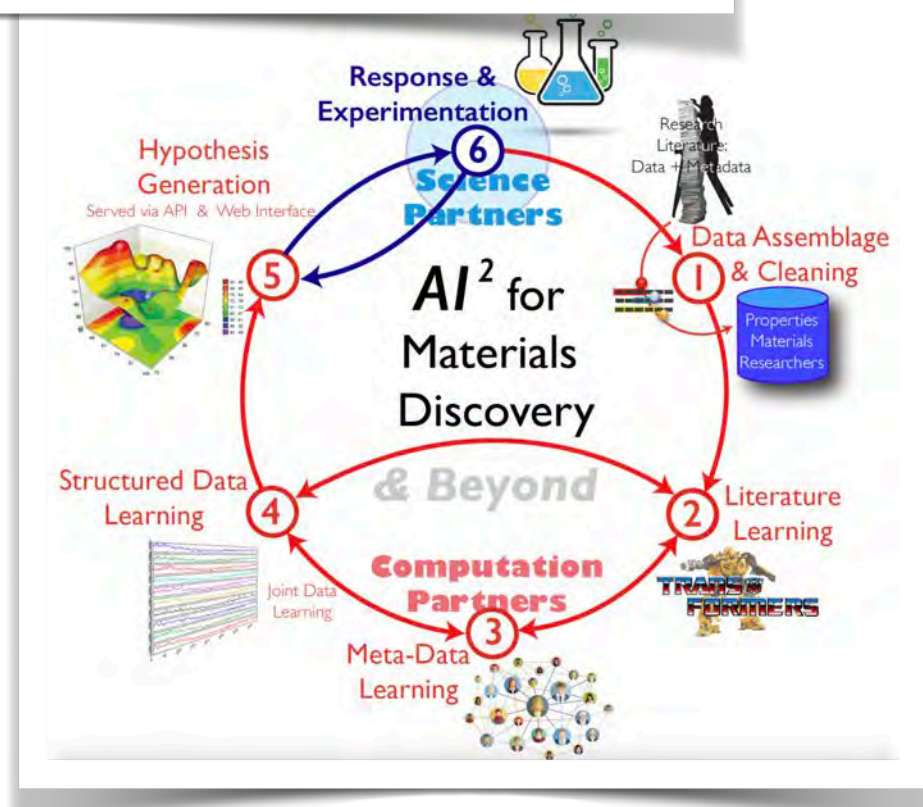 Response &
Experimentation
6
Science
Partners
Research
Literature:
Data + Metadata
Hypothesis
Generation
Served via API & Web Interface
5
Data Assemblage
1 & Cleaning
Properties
Materials
Researchers
AI² for
Materials
Discovery
& Beyond
Structured Data
Learning
4
Joint Data
Learning
2
Literature
Learning
TRANSFORMERS
Computation
Partners
3
Meta-Data
Learning